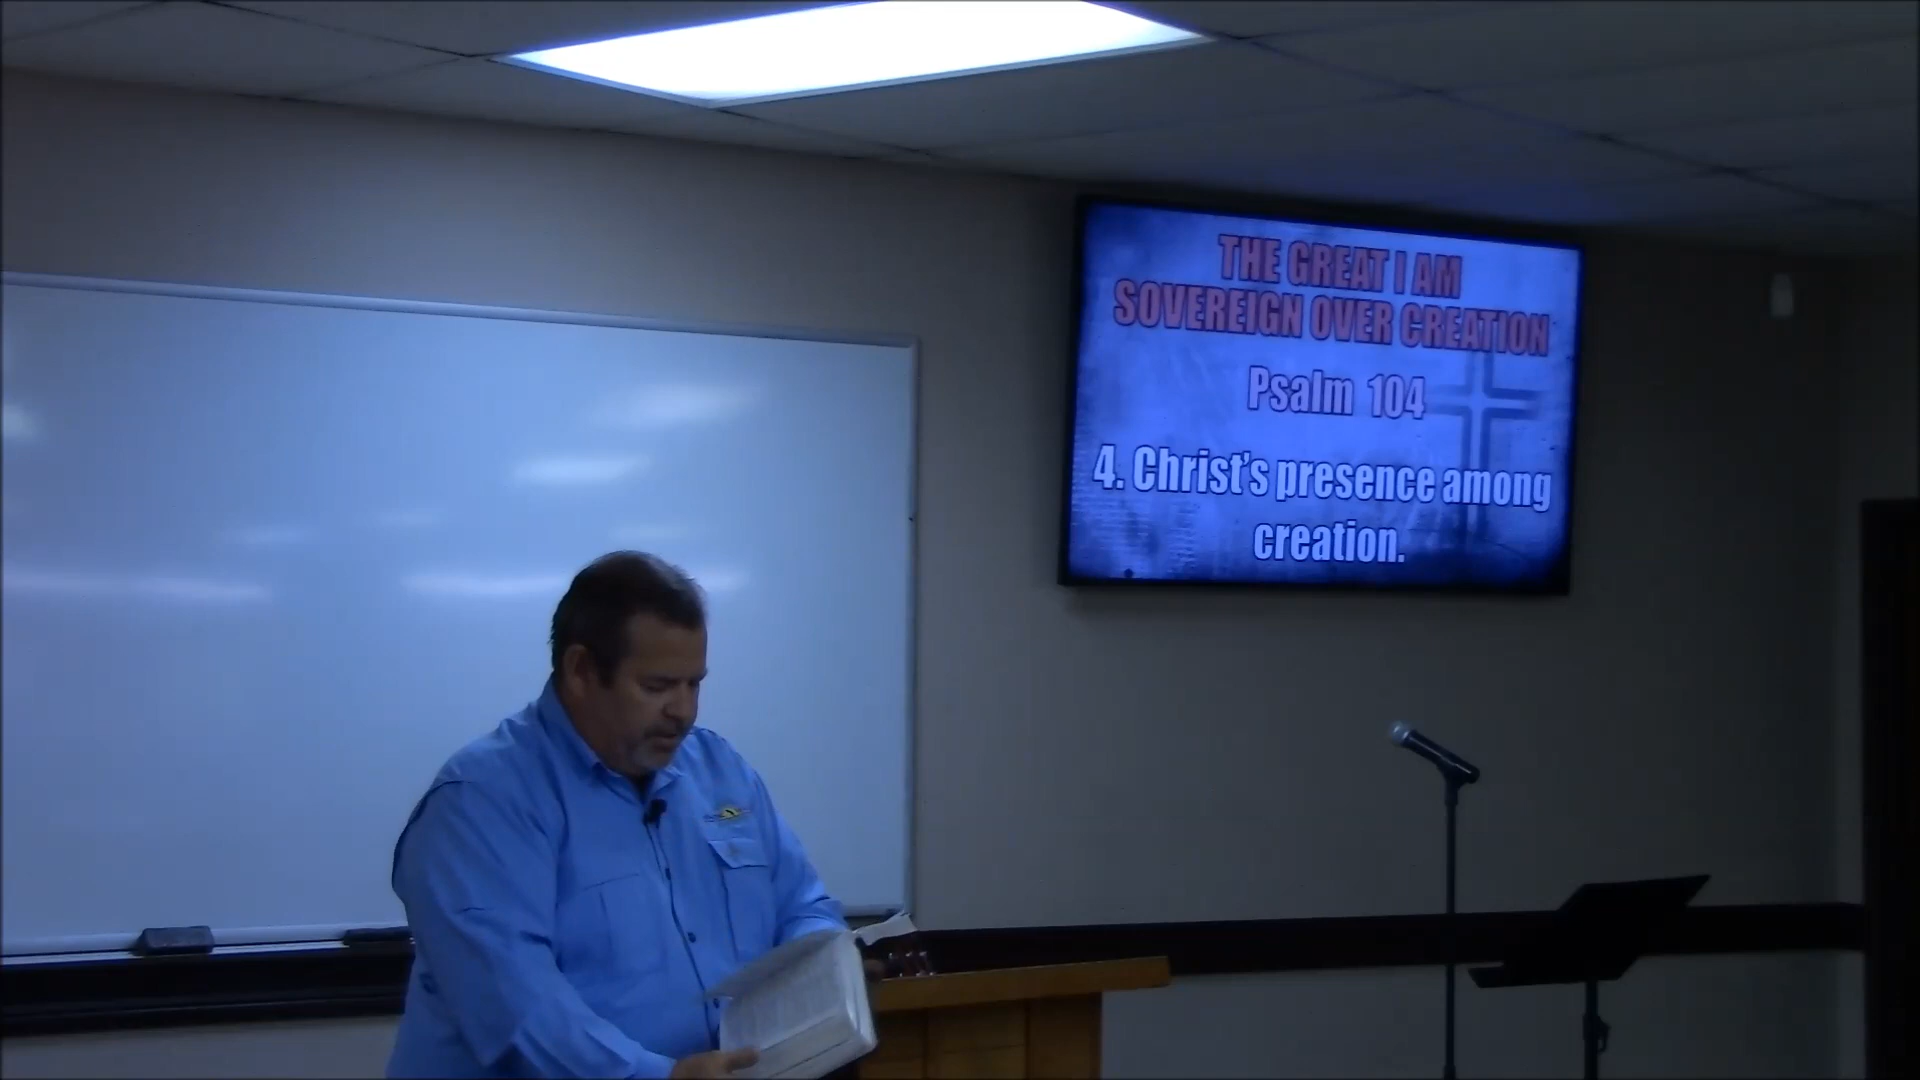 THE GREAT I AM
SOVEREIGN OVER CREATION
Psalm 104
4. Christ's presence among
creation.